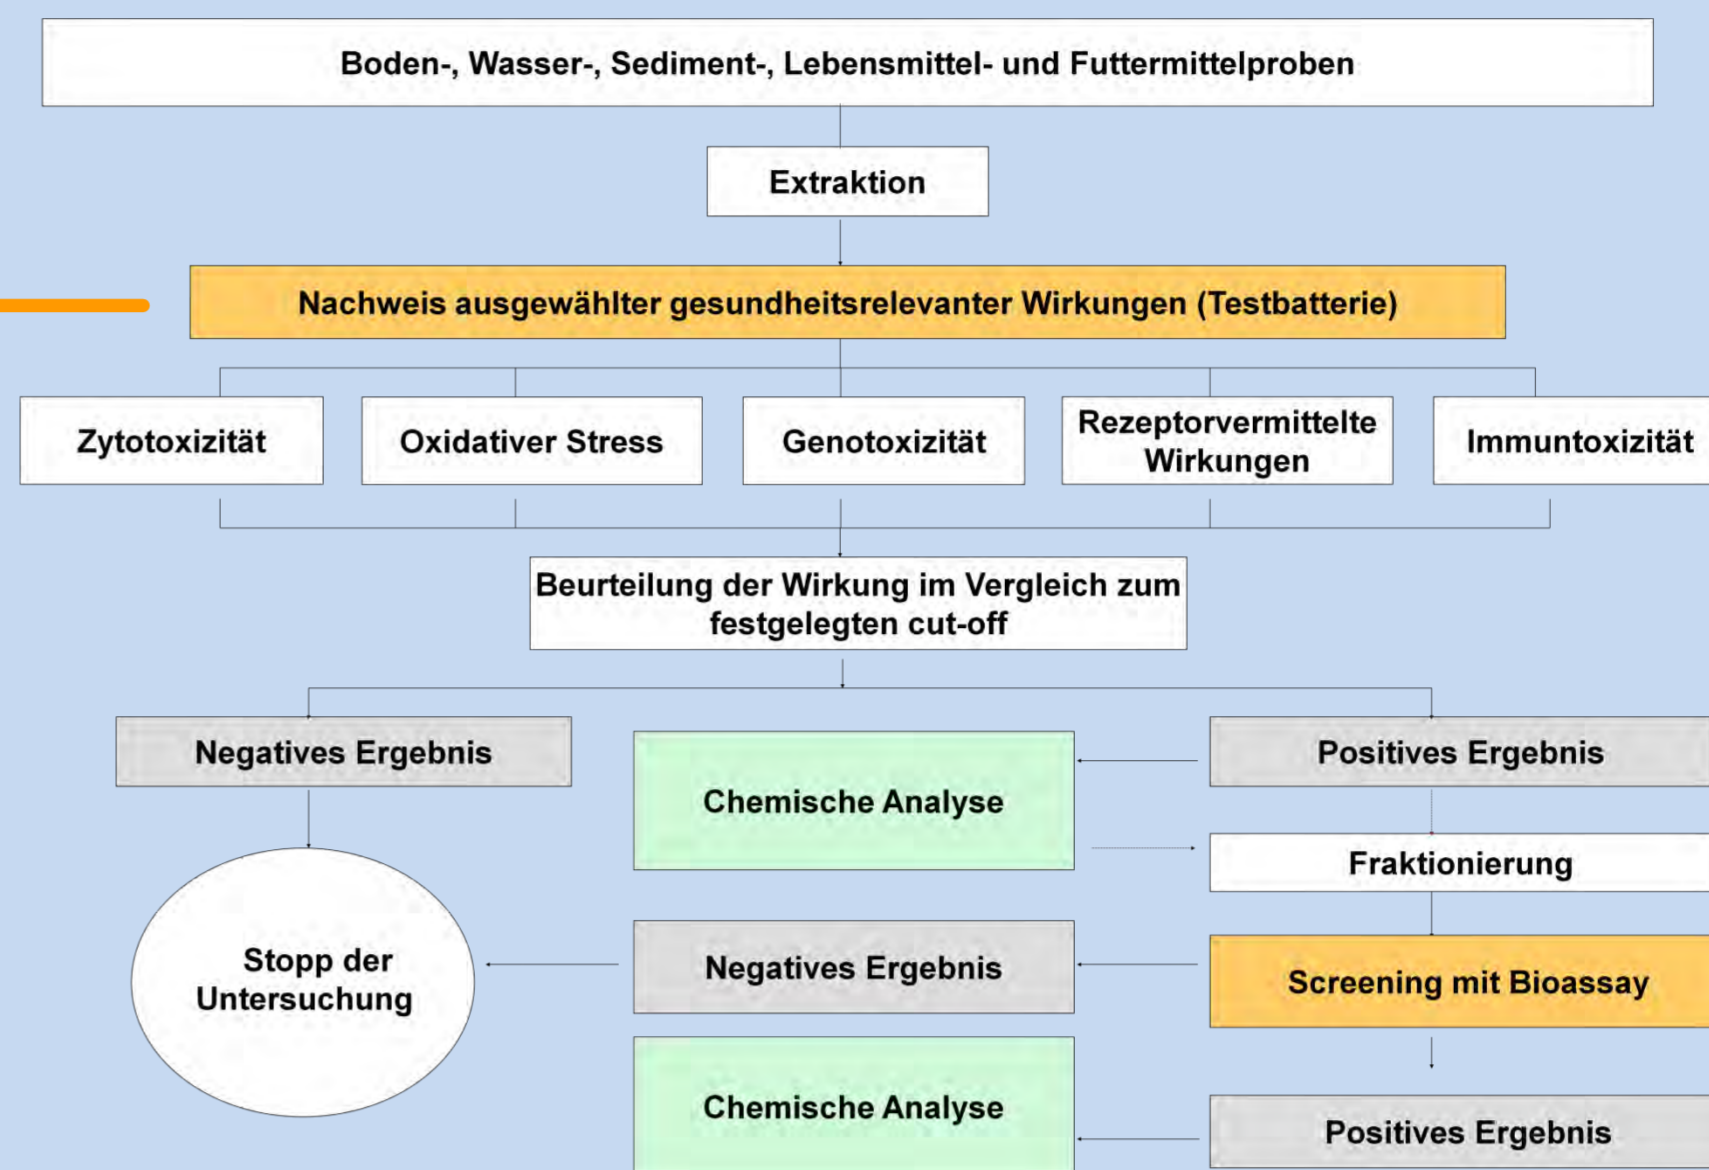 Boden-, Wasser-, Sediment-, Lebensmittel- und Futtermittelproben
Extraktion
Nachweis ausgewählter gesundheitsrelevanter Wirkungen (Testbatterie)
Zytotoxizität
Oxidativer Stress
Genotoxizität
Rezeptorvermittelte
Wirkungen
Immuntoxizität
Beurteilung der Wirkung im Vergleich zum
festgelegten cut-off
Negatives Ergebnis
Positives Ergebnis
Chemische Analyse
Fraktionierung
Stopp der
Untersuchung
Negatives Ergebnis
Screening mit Bioassay
Chemische Analyse
Positives Ergebnis